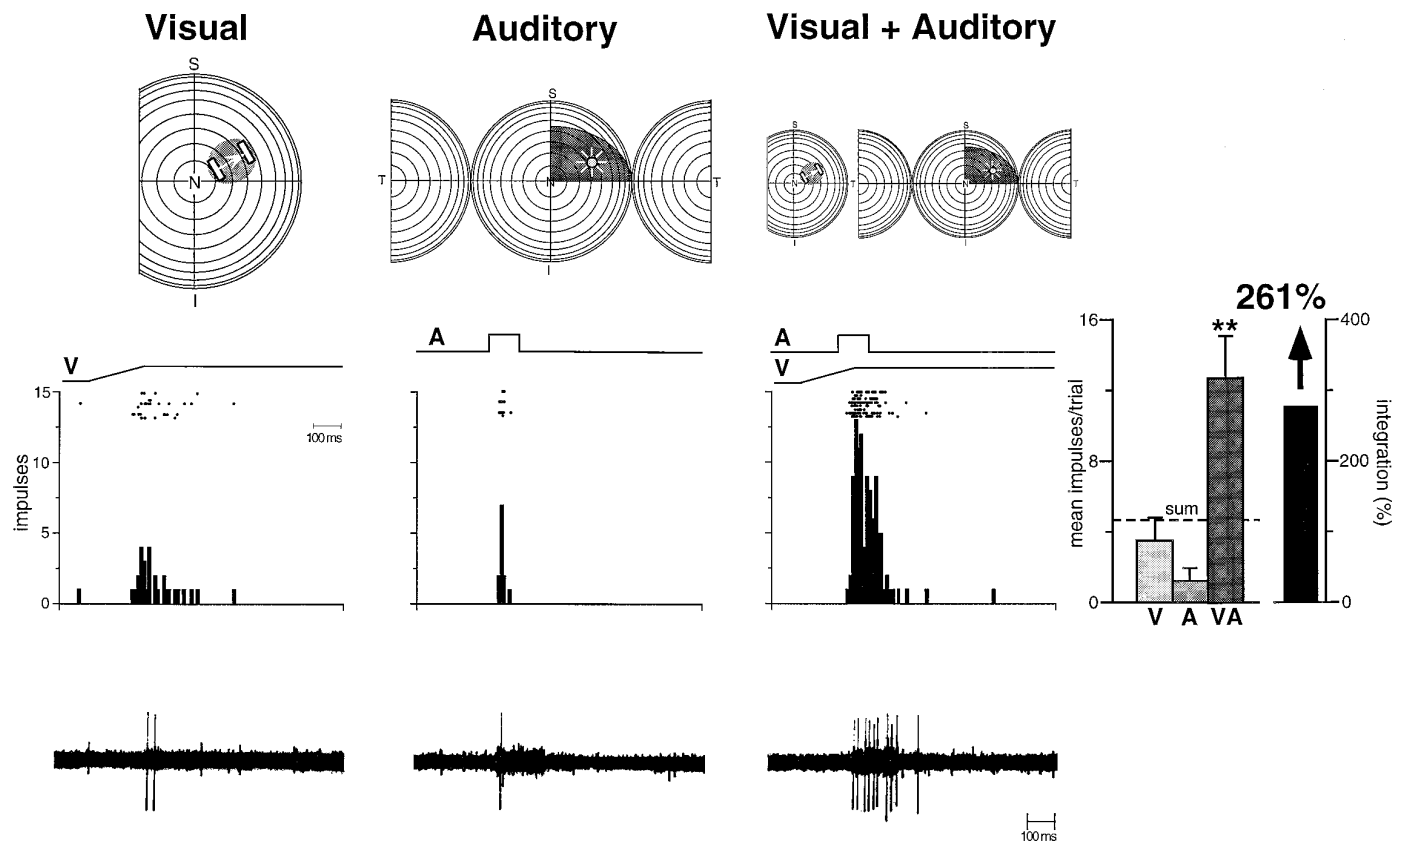 Visual
Auditory
Visual + Auditory
S
N
I
S
T
N
T
I
S
N
T
I
S
N
T
I
V
A
A
V
261%
15
10
5
0
impulses
100 ms
16
8
0
mean impulses/trial
**
sum
V A VA
400
200
0
integration (%)
100 ms